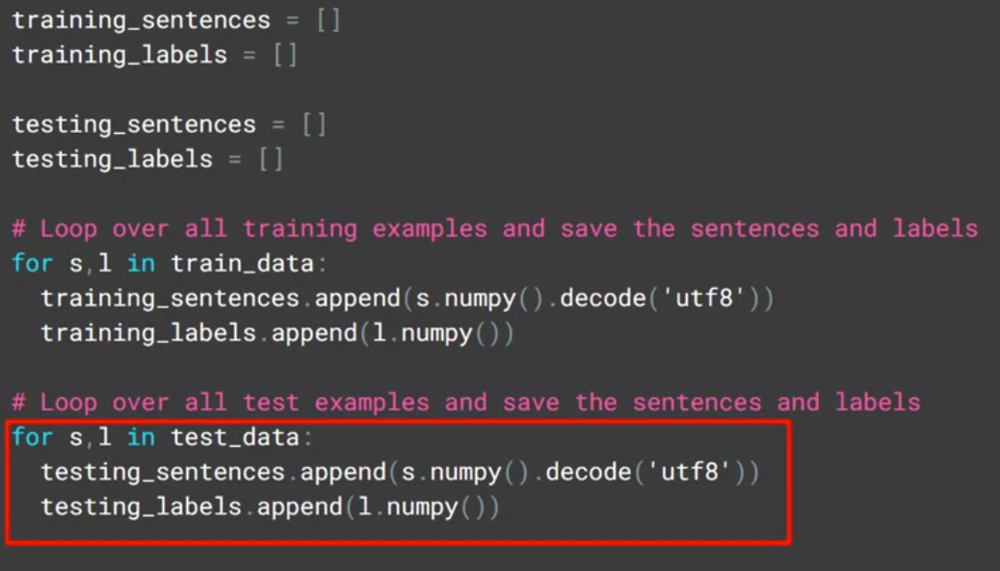 training_sentences = []
training_labels = []
testing_sentences = []
testing_labels = []
# Loop over all training examples and save the sentences and labels
for s,l in train_data:
  training_sentences.append(s.numpy().decode('utf8'))
  training_labels.append(l.numpy())
# Loop over all test examples and save the sentences and labels
for s,l in test_data:
  testing_sentences.append(s.numpy().decode('utf8'))
  testing_labels.append(l.numpy())